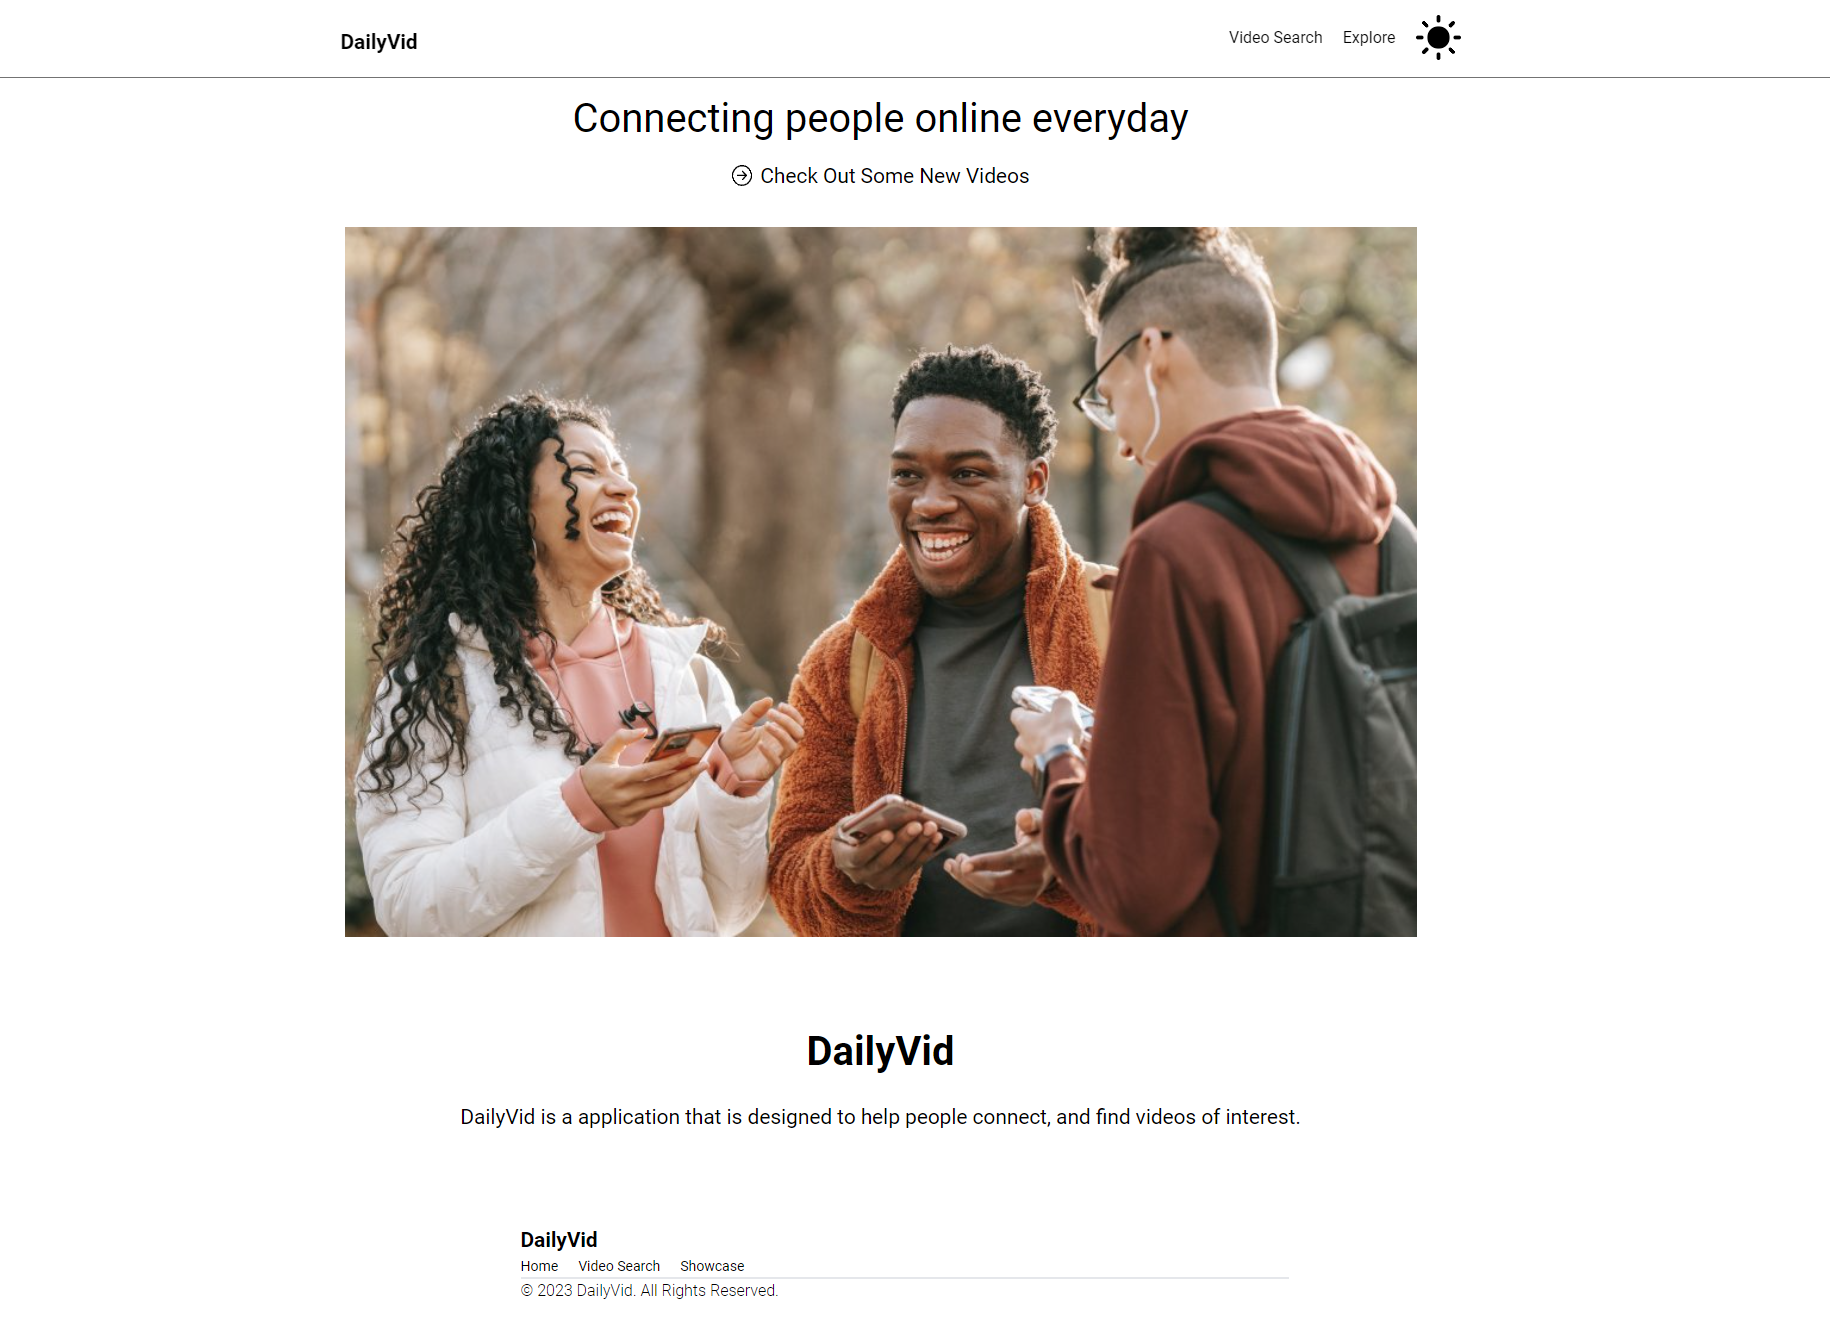 DailyVid
Video Search Explore
Connecting people online everyday
Check Out Some New Videos
DailyVid
DailyVid is a application that is designed to help people connect, and find videos of interest.
DailyVid
Home Video Search Showcase
© 2023 DailyVid. All Rights Reserved.